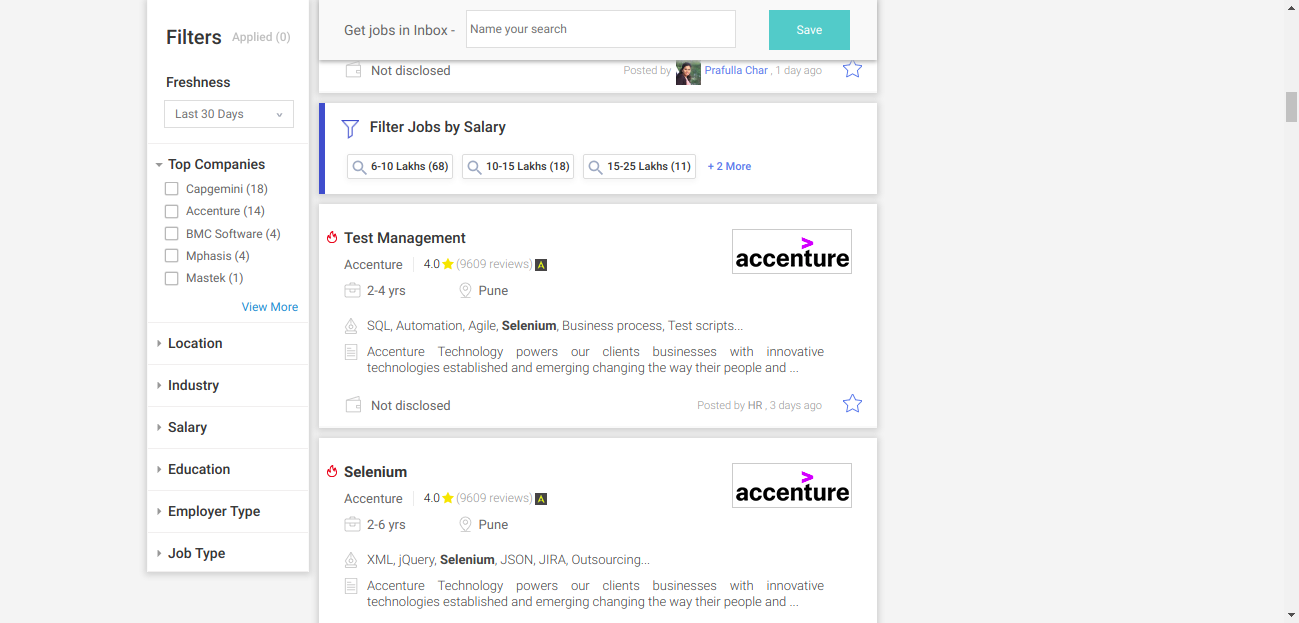 Filters Applied (0)
Freshness
Last 30 Days
Top Companies
Capgemini (18)
Accenture (14)
BMC Software (4)
Mphasis (4)
Mastek (1)
View More
Location
Industry
Salary
Education
Employer Type
Job Type
Get jobs in Inbox - Name your search Save
Not disclosed Posted by Prafulla Char , 1 day ago
Filter Jobs by Salary
6-10 Lakhs (68) 10-15 Lakhs (18) 15-25 Lakhs (11) + 2 More
Test Management
accenture
Accenture 4.0 (9609 reviews) A
2-4 yrs Pune
SQL, Automation, Agile, Selenium, Business process, Test scripts...
Accenture Technology powers our clients businesses with innovative
technologies established and emerging changing the way their people and ...
Not disclosed Posted by HR , 3 days ago
Selenium
accenture
Accenture 4.0 (9609 reviews) A
2-6 yrs Pune
XML, jQuery, Selenium, JSON, JIRA, Outsourcing...
Accenture Technology powers our clients businesses with innovative
technologies established and emerging changing the way their people and ...